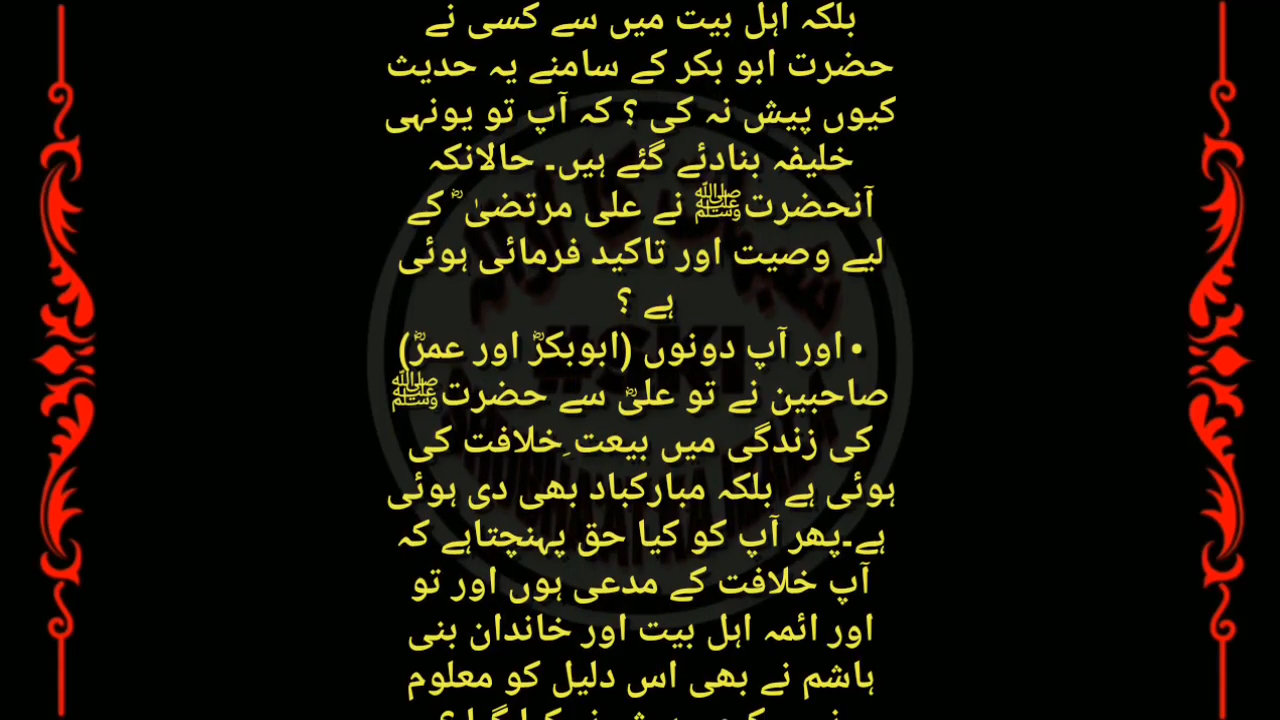 بلکہ اہل بیت میں سے کسی نے
حضرت ابو بکر کے سامنے یہ حدیث
کیوں پیش نہ کی ؟ کہ آپ تو یونہی
خلیفہ بنادئے گئے ہیں۔ حالانکہ
آنحضرتﷺ نے علی مرتضیٰ ؓ کے
لیے وصیت اور تاکید فرمائی ہوئی
ہے ؟
• اور آپ دونوں (ابوبکرؓ اور عمرؓ)
صاحبین نے تو علیؓ سے حضرتﷺ
کی زندگی میں بیعت ِخلافت کی
ہوئی ہے بلکہ مبارکباد بھی دی ہوئی
ہے۔پھر آپ کو کیا حق پہنچتاہے کہ
آپ خلافت کے مدعی ہوں اور تو
اور ائمہ اہل بیت اور خاندان بنی
ہاشم نے بھی اس دلیل کو معلوم
#SKI